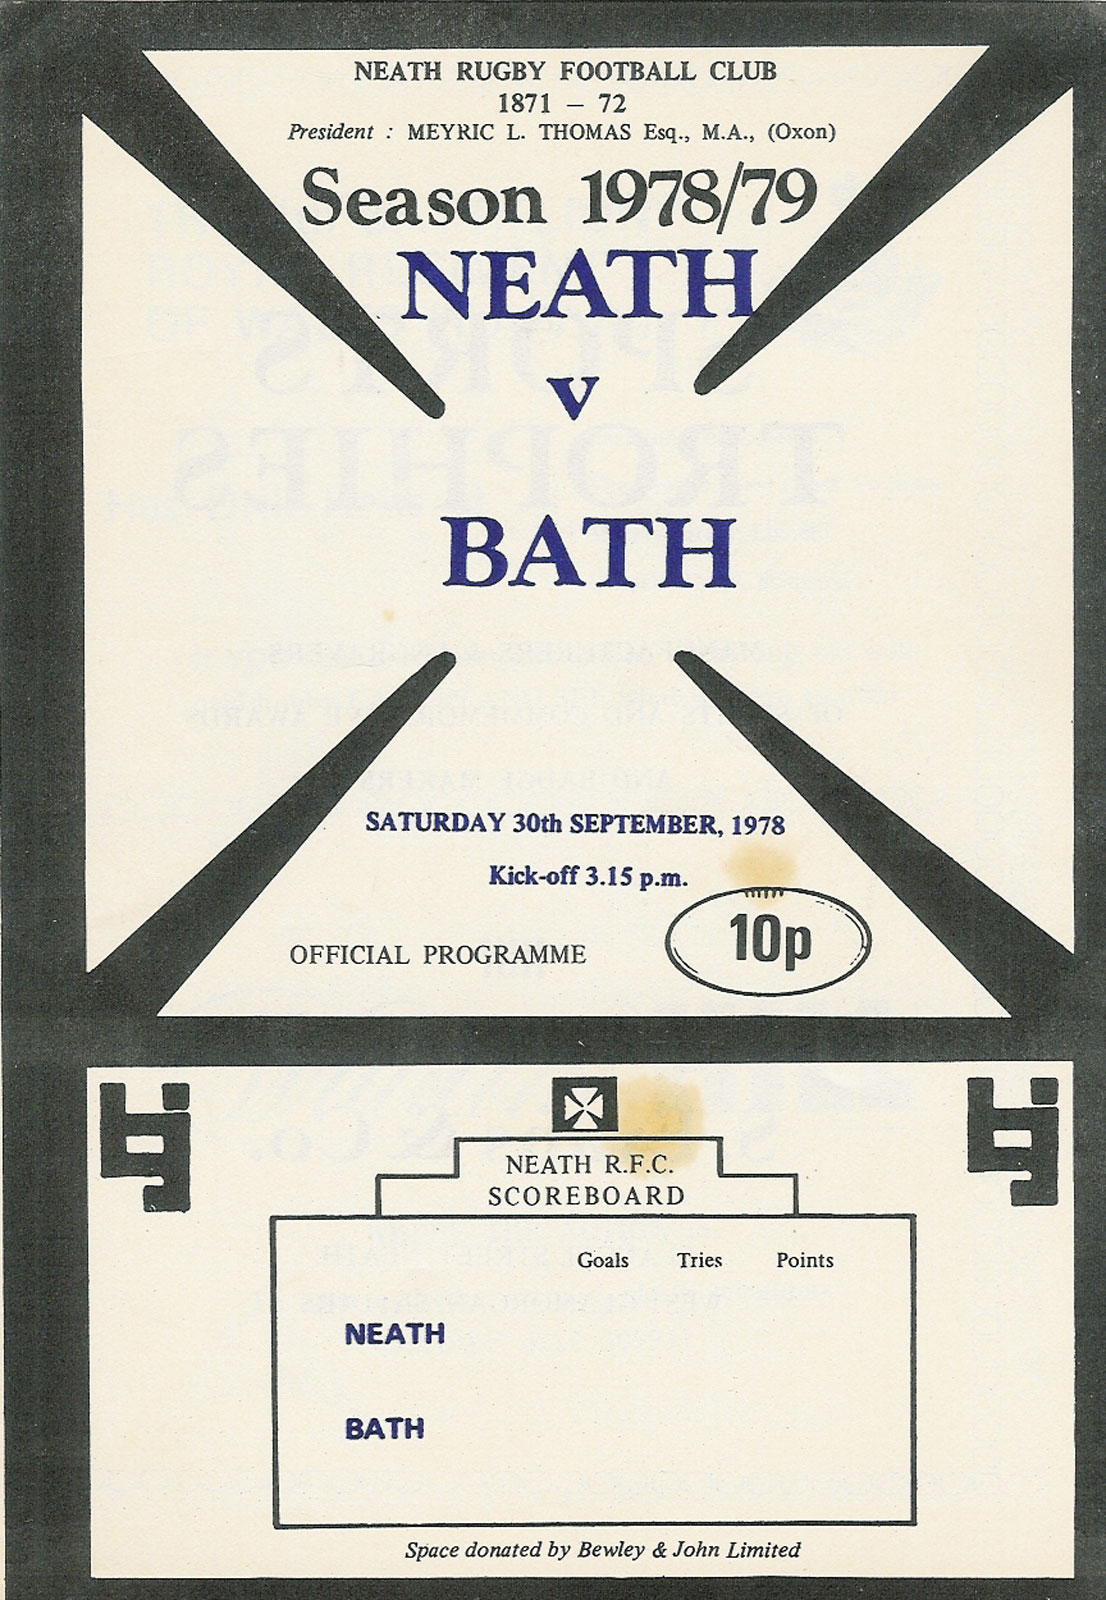 NEATH RUGBY FOOTBALL CLUB
1871 – 72
President : MEYRIC L. THOMAS Esq., M.A., (Oxon)
Season 1978/79
NEATH
v
BATH
SATURDAY 30th SEPTEMBER, 1978
Kick-off 3.15 p.m.
OFFICIAL PROGRAMME
10p
NEATH R.F.C.
SCOREBOARD
Goals Tries Points
NEATH
BATH
Space donated by Bewley & John Limited